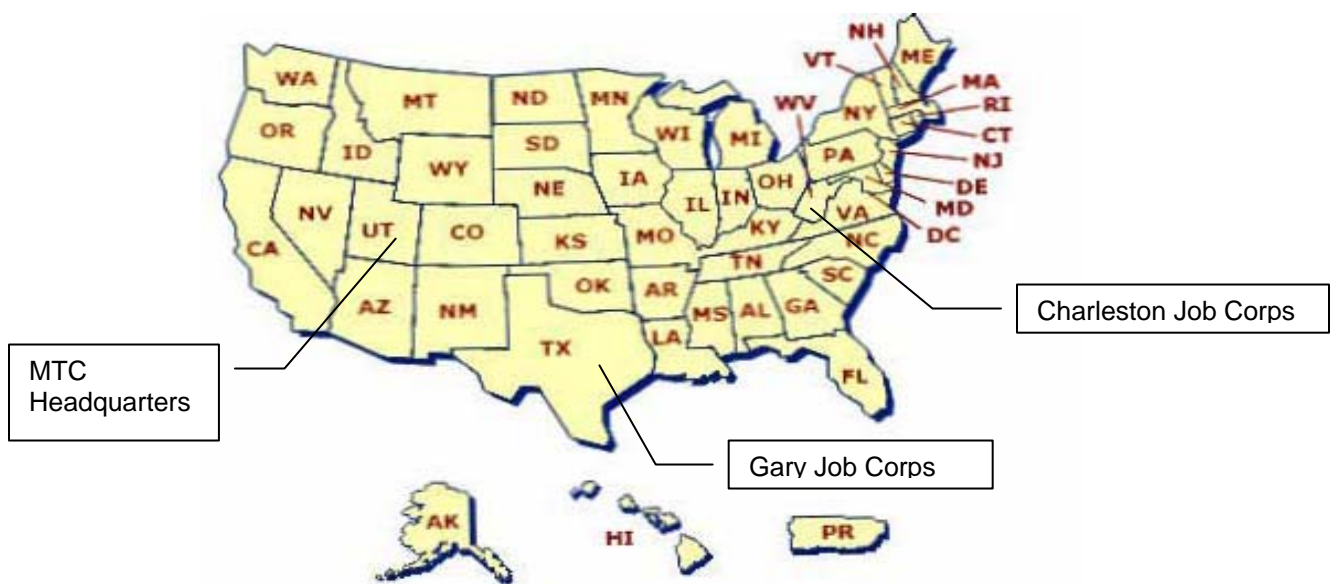 NH
ME
VT
WA
MA
MT
ND
MN
WV
RI
NY
OR
WI
MI
CT
ID
SD
PA
WY
NJ
IA
OH
NE
DE
IL
IN
MD
NV
VA
UT
CO
KS
MO
KY
DC
CA
NC
TN
OK
AR
SC
AZ
NM
MS
AL
GA
Charleston Job Corps
LA
TX
FL
MTC
Headquarters
Gary Job Corps
AK
HI
PR